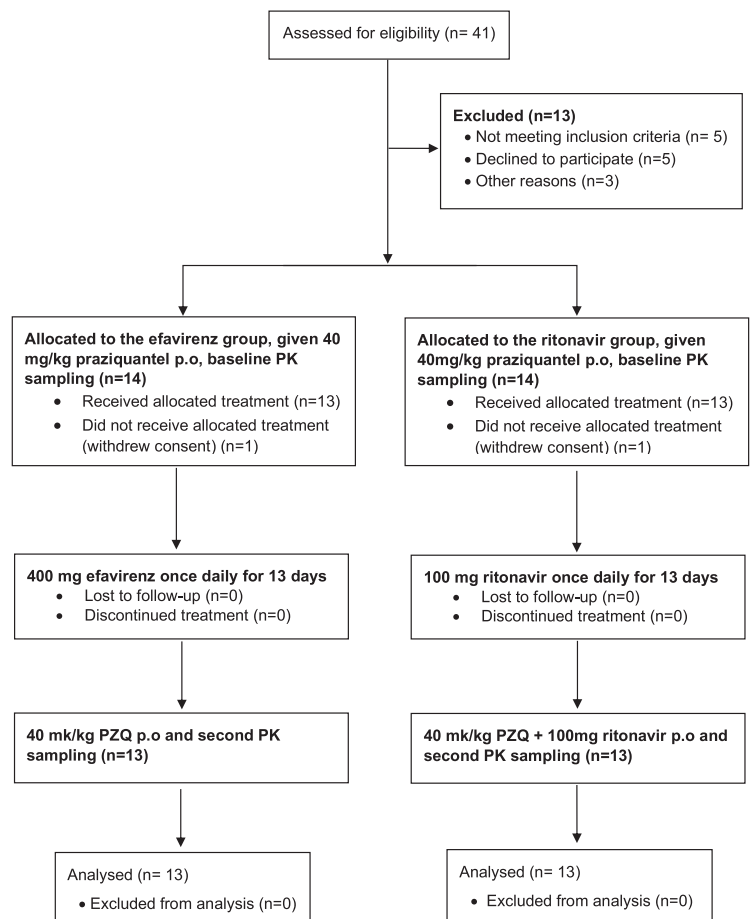 Assessed for eligibility (n= 41)
Excluded (n=13)
• Not meeting inclusion criteria (n= 5)
• Declined to participate (n=5)
• Other reasons (n=3)
Allocated to the efavirenz group, given 40
mg/kg praziquantel p.o, baseline PK
sampling (n=14)
• Received allocated treatment (n=13)
• Did not receive allocated treatment
(withdrew consent) (n=1)
Allocated to the ritonavir group, given
40mg/kg praziquantel p.o, baseline PK
sampling (n=14)
• Received allocated treatment (n=13)
• Did not receive allocated treatment
(withdrew consent) (n=1)
400 mg efavirenz once daily for 13 days
• Lost to follow-up (n=0)
• Discontinued treatment (n=0)
100 mg ritonavir once daily for 13 days
• Lost to follow-up (n=0)
• Discontinued treatment (n=0)
40 mk/kg PZQ p.o and second PK
sampling (n=13)
40 mk/kg PZQ + 100mg ritonavir p.o and
second PK sampling (n=13)
Analysed (n= 13)
• Excluded from analysis (n=0)
Analysed (n= 13)
• Excluded from analysis (n=0)